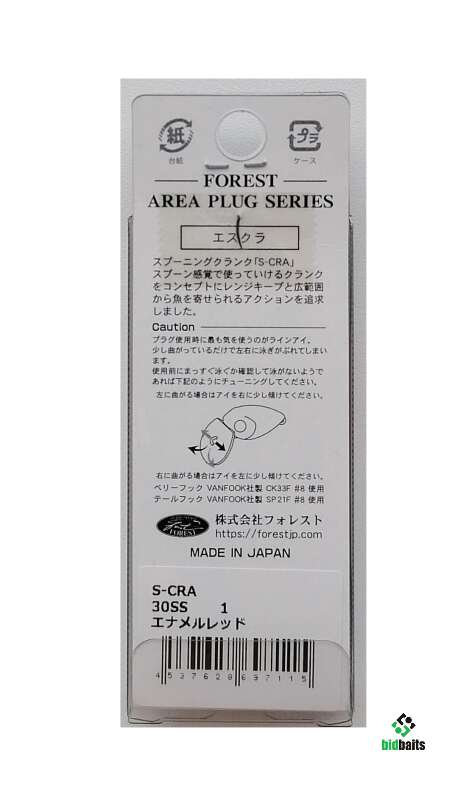 紙
プラ
台紙
ケース
FOREST
AREA PLUG SERIES
エスクラ
スプーニングクランク「S-CRA」
スプーン感覚で使っていけるクランク
をコンセプトにレンジキープと広範囲
から魚を寄せられるアクションを追求
しました。
Caution
プラグ使用時に最も気を使うのがラインアイ。
少し曲がっているだけで左右に泳ぎがぶれてしまい
ます。
使用前にまっすぐ泳ぐか確認して泳がないようで
あれば下記のようにチューニングしてください。
左に曲がる場合はアイを右に少し傾けてください。
右に曲がる場合はアイを左に少し傾けてください。
ベリーフック VANFOOK社製 CK33F #8 使用
テールフック VANFOOK社製 SP21F #8 使用
FOREST
株式会社フォレスト
https://forestjp.com
MADE IN JAPAN
S-CRA
30SS 1
エナメルレッド
4537628697115
bidbaits